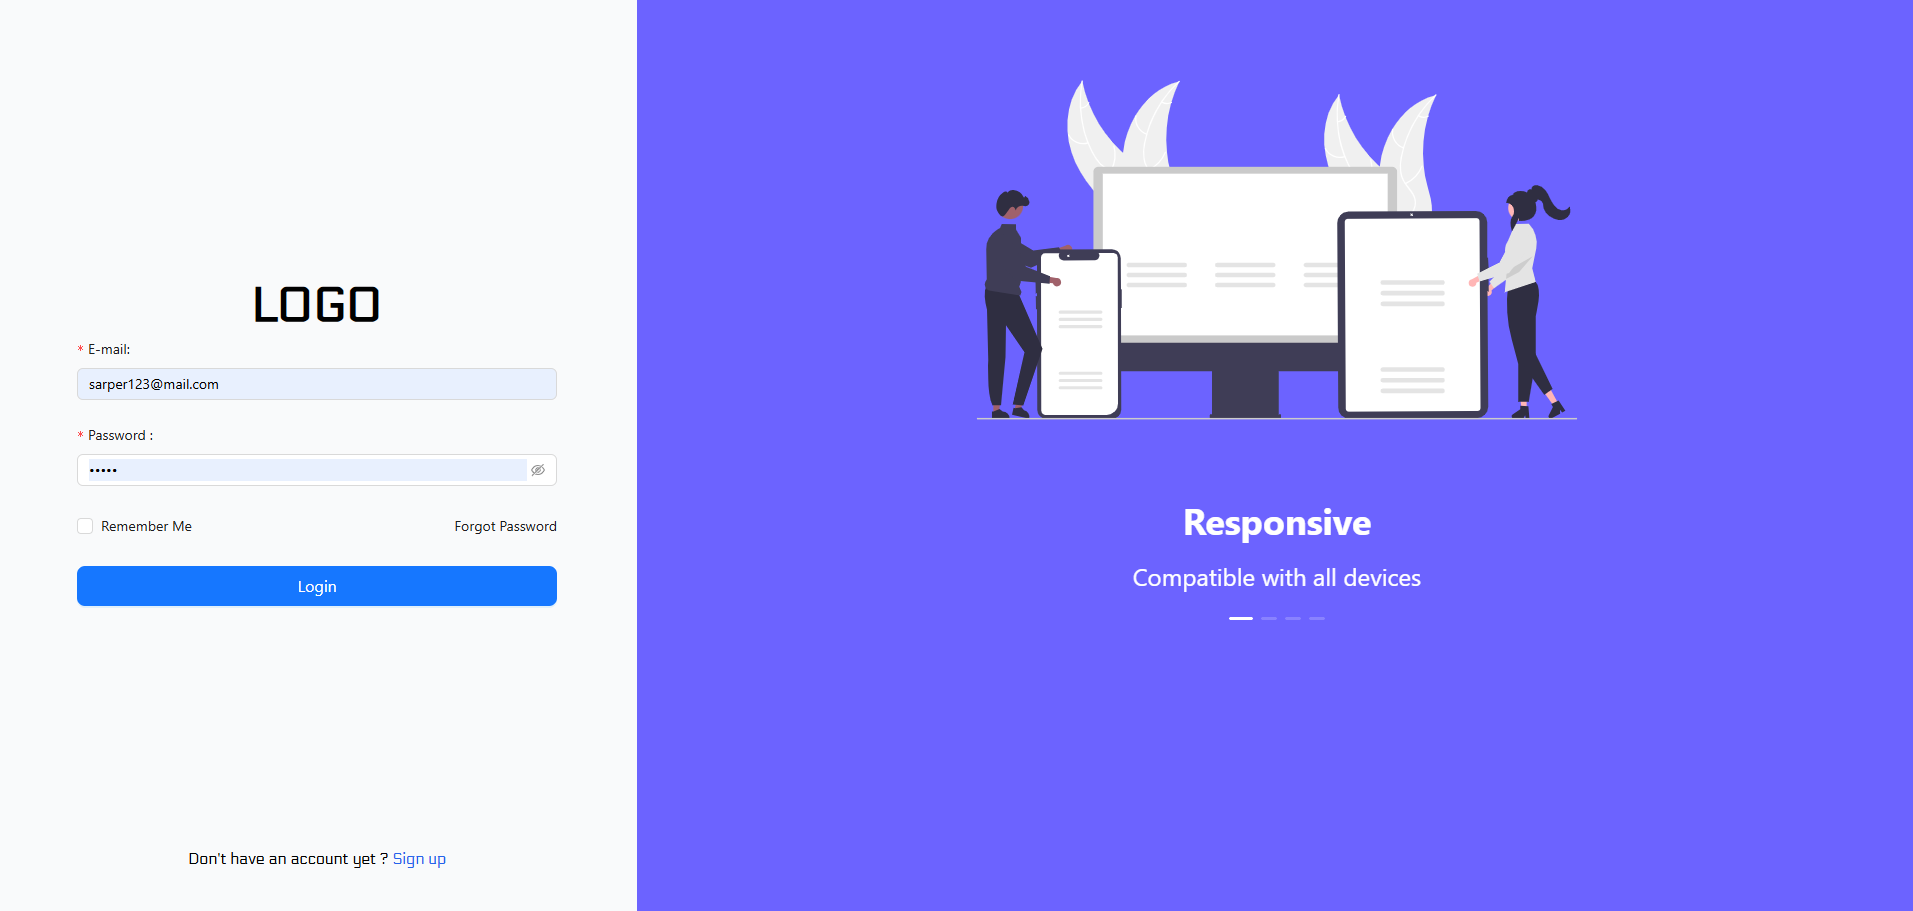 LOGO
* E-mail:
sarper123@mail.com
* Password :
•••••
Remember Me
Forgot Password
Login
Don't have an account yet ? Sign up
Responsive
Compatible with all devices